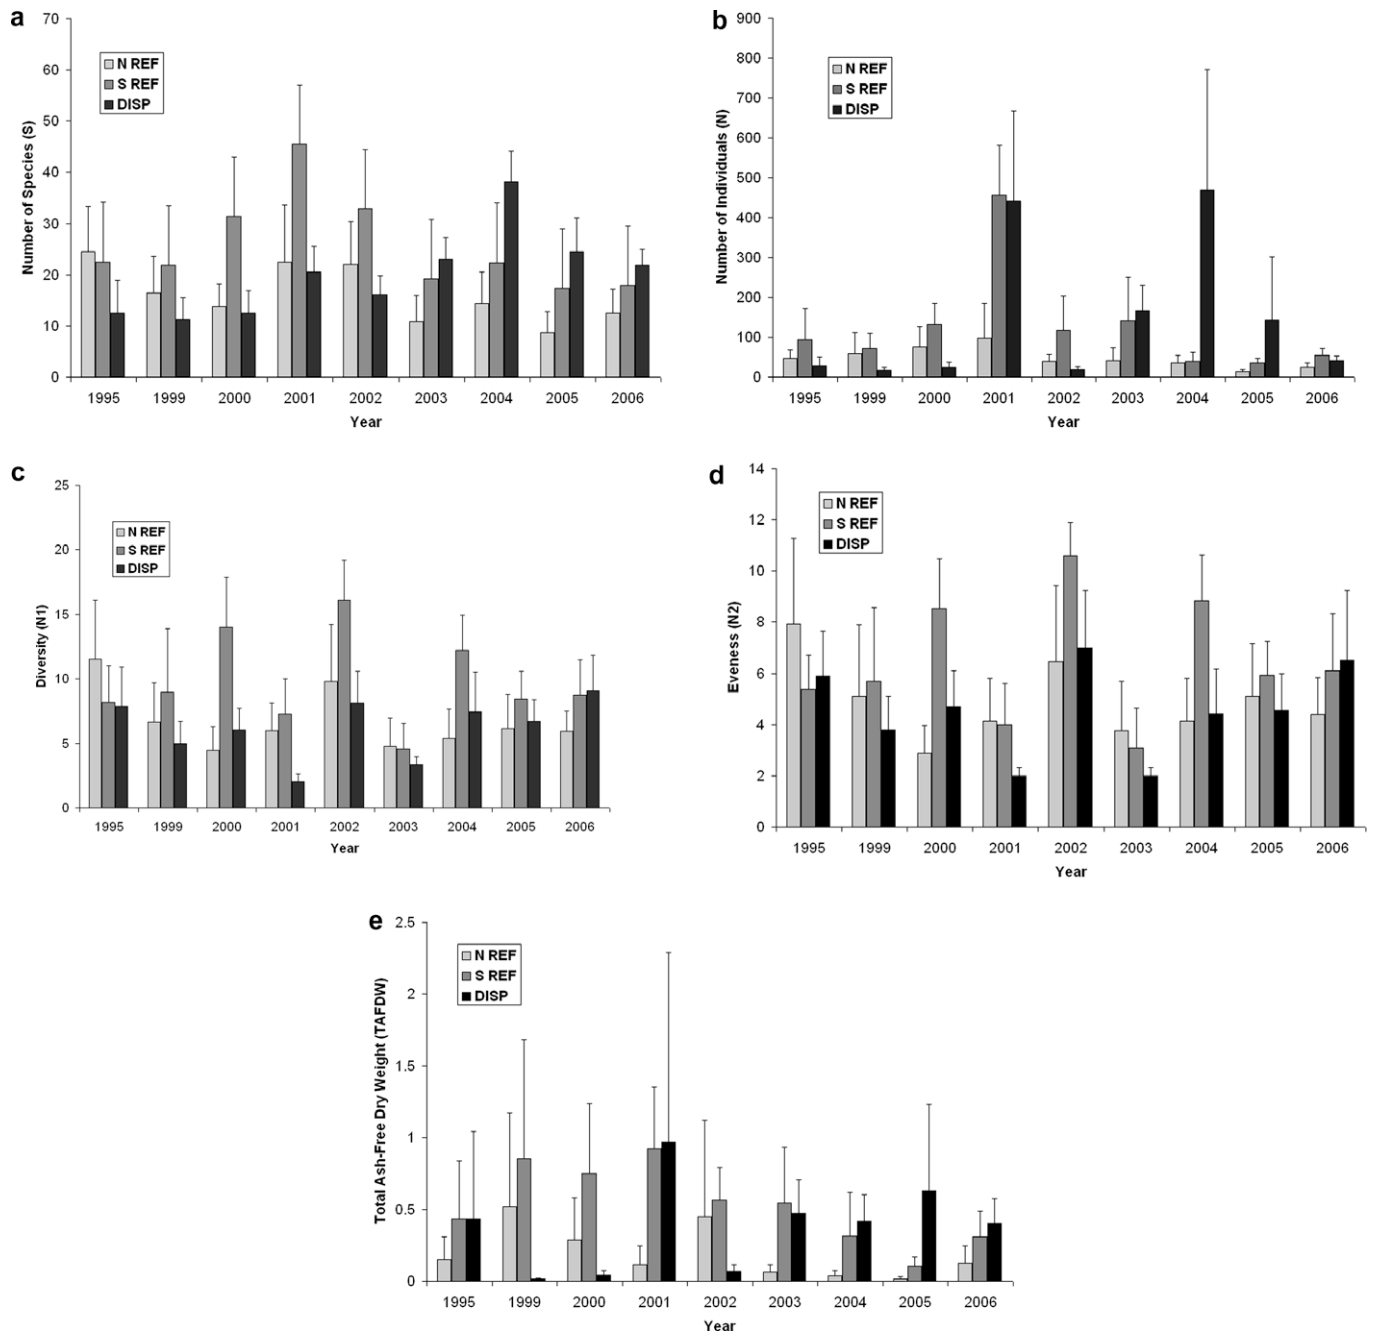 a
70
60
50
40
30
20
10
0
Number of Species (S)
N REF
S REF
DISP
1995 1999 2000 2001 2002 2003 2004 2005 2006
Year
b
900
800
700
600
500
400
300
200
100
0
Number of Individuals (N)
N REF
S REF
DISP
1995 1999 2000 2001 2002 2003 2004 2005 2006
Year
c
25
20
15
10
5
0
Diversity (N1)
N REF
S REF
DISP
1995 1999 2000 2001 2002 2003 2004 2005 2006
Year
d
14
12
10
8
6
4
2
0
Eveness (N2)
N REF
S REF
DISP
1995 1999 2000 2001 2002 2003 2004 2005 2006
Year
e
2.5
2
1.5
1
0.5
0
Total Ash-Free Dry Weight (TAFDW)
N REF
S REF
DISP
1995 1999 2000 2001 2002 2003 2004 2005 2006
Year